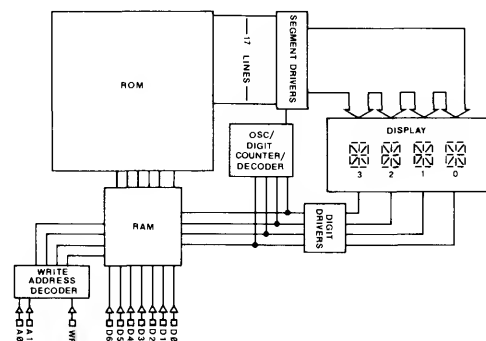 ROM
17
LINES
SEGMENT DRIVERS
OSC/
DIGIT
COUNTER/
DECODER
DISPLAY
3 2 1 0
RAM
DIGIT
DRIVERS
WRITE
ADDRESS
DECODER
A0
A1
D6
D5
D4
D3
D2
D1
D0